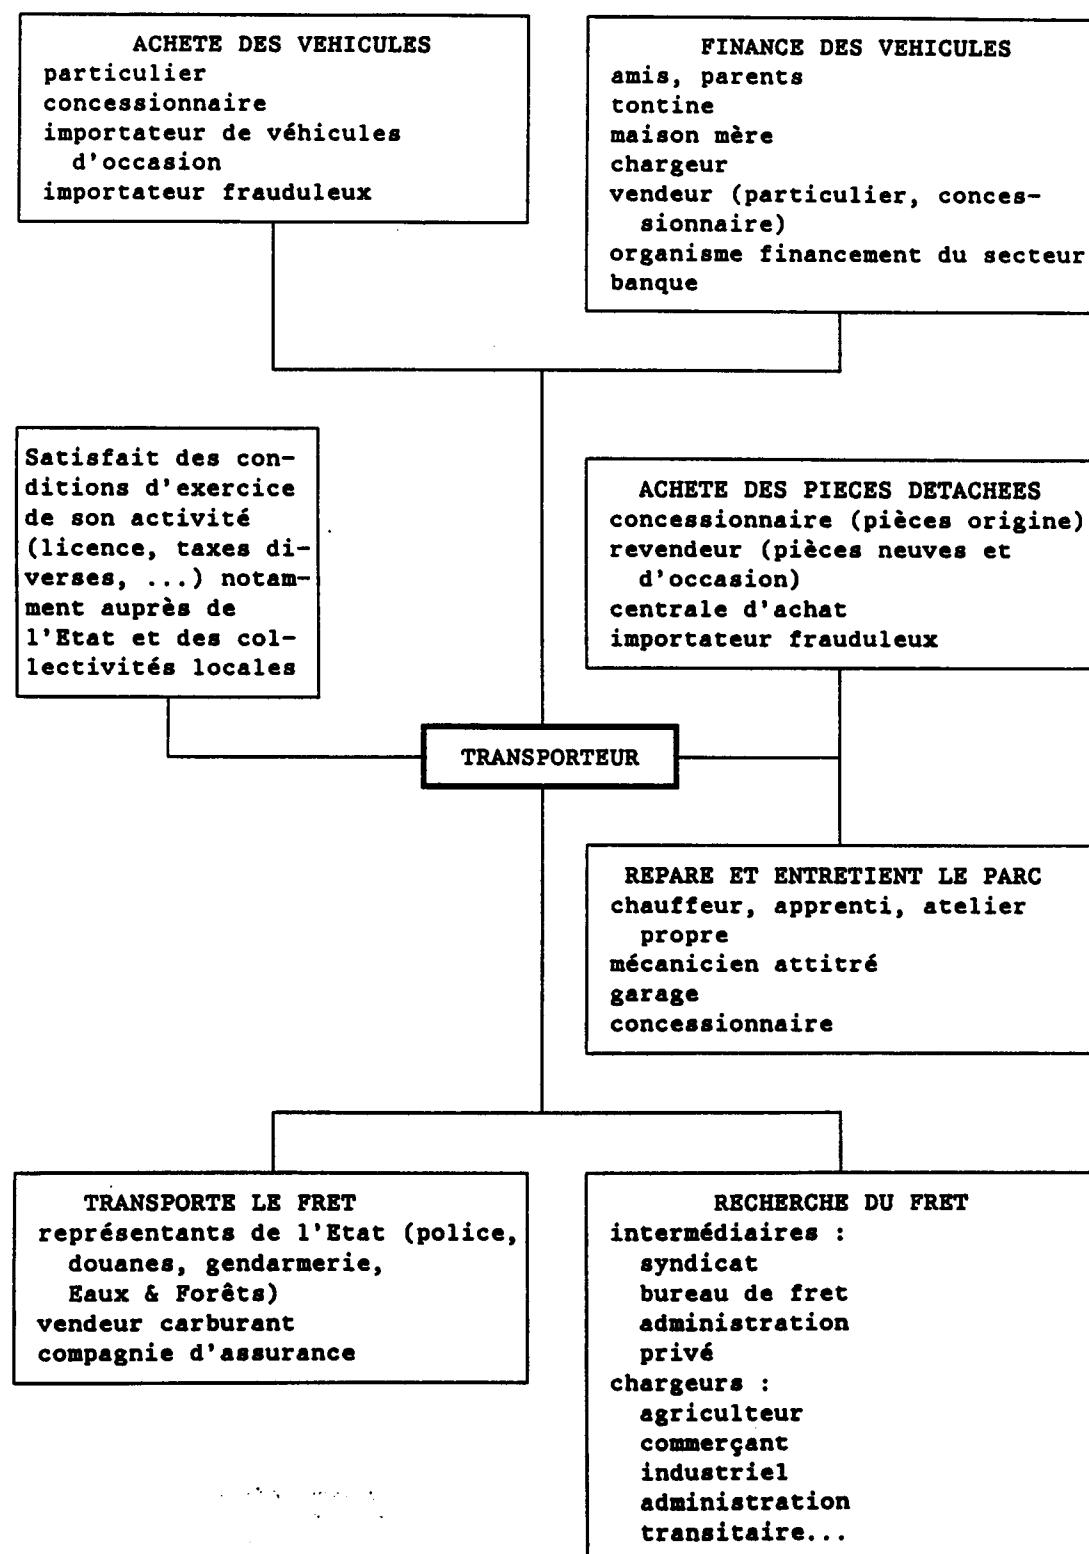 ACHETE DES VEHICULES
particulier
concessionnaire
importateur de véhicules
d'occasion
importateur frauduleux
FINANCE DES VEHICULES
amis, parents
tontine
maison mère
chargeur
vendeur (particulier, conces-
sionnaire)
organisme financement du secteur
banque
Satisfait des con-
ditions d'exercice
de son activité
(licence, taxes di-
verses, ...) notam-
ment auprès de
l'Etat et des col-
lectivités locales
ACHETE DES PIECES DETACHEES
concessionnaire (pièces origine)
revendeur (pièces neuves et
d'occasion)
centrale d'achat
importateur frauduleux
TRANSPORTEUR
REPARE ET ENTRETIENT LE PARC
chauffeur, apprenti, atelier
propre
mécanicien attitré
garage
concessionnaire
TRANSPORTE LE FRET
représentants de l'Etat (police,
douanes, gendarmerie,
Eaux & Forêts)
vendeur carburant
compagnie d'assurance
RECHERCHE DU FRET
intermédiaires :
syndicat
bureau de fret
administration
privé
chargeurs :
agriculteur
commerçant
industriel
administration
transitaire...